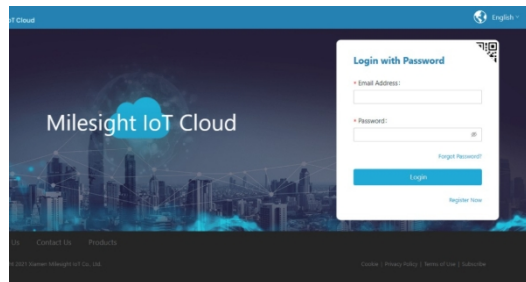 IoT Cloud
English
Login with Password
* Email Address:
Milesight IoT Cloud
* Password:
Forgot Password?
Login
Register Now
Us Contact Us Products
2021 Xiamen Milesight IoT Co., Ltd.
Cookie | Privacy Policy | Terms of Use | Subscribe